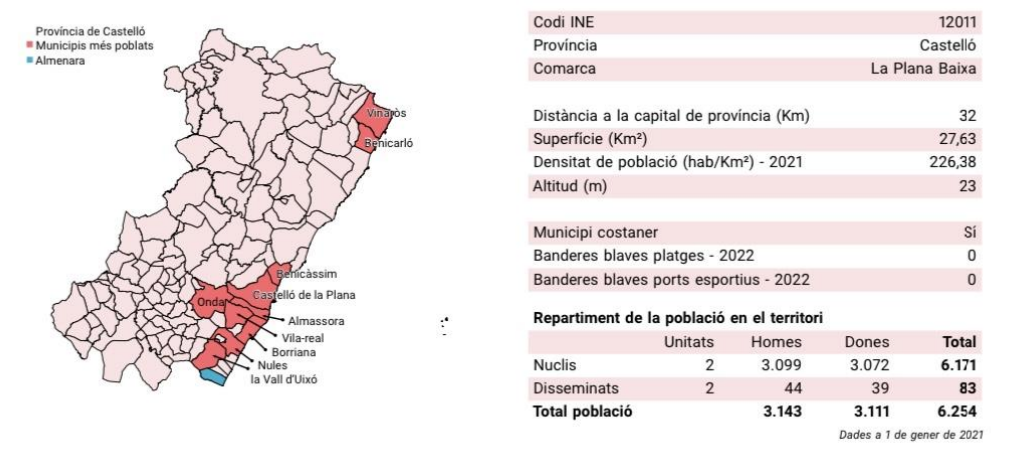 Província de Castelló
Municipis més poblats
Almenara
Vinaròs
Benicarló
Benicàssim
Onda
Castelló de la Plana
Almassora
Vila-real
Borriana
Nules
la Vall d'Uixó
Codi INE 12011
Província Castelló
Comarca La Plana Baixa
Distància a la capital de província (Km) 32
Superfície (Km²) 27,63
Densitat de població (hab/Km²) - 2021 226,38
Altitud (m) 23
Municipi costaner Sí
Banderes blaves platges - 2022 0
Banderes blaves ports esportius - 2022 0
Repartiment de la població en el territori
Unitats Homes Dones Total
Nuclis 2 3.099 3.072 6.171
Disseminats 2 44 39 83
Total població 3.143 3.111 6.254
Dades a 1 de gener de 2021